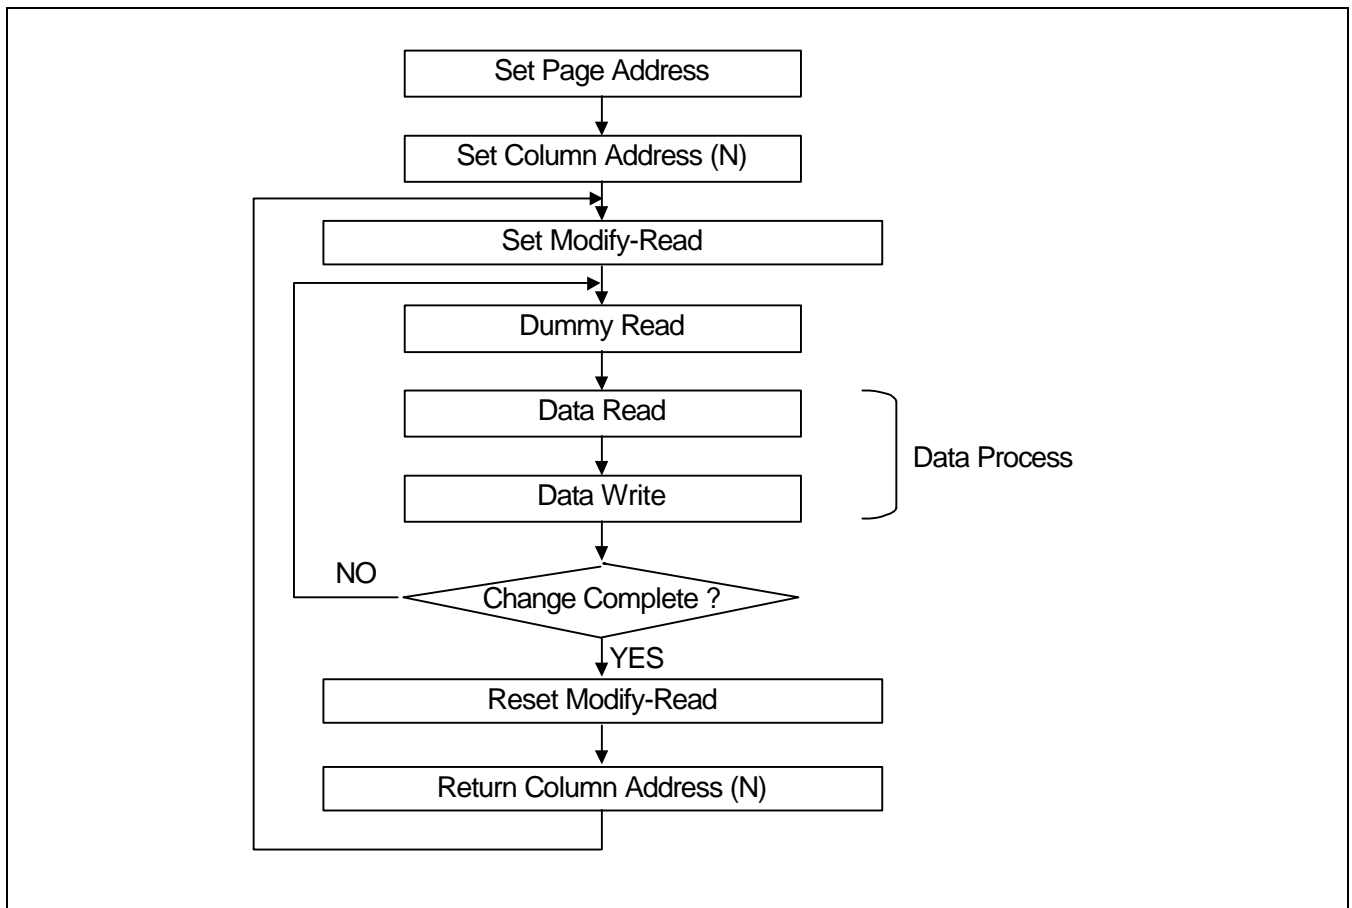 Set Page Address
Set Column Address (N)
Set Modify-Read
Dummy Read
Data Read
Data Process
Data Write
NO
Change Complete ?
YES
Reset Modify-Read
Return Column Address (N)